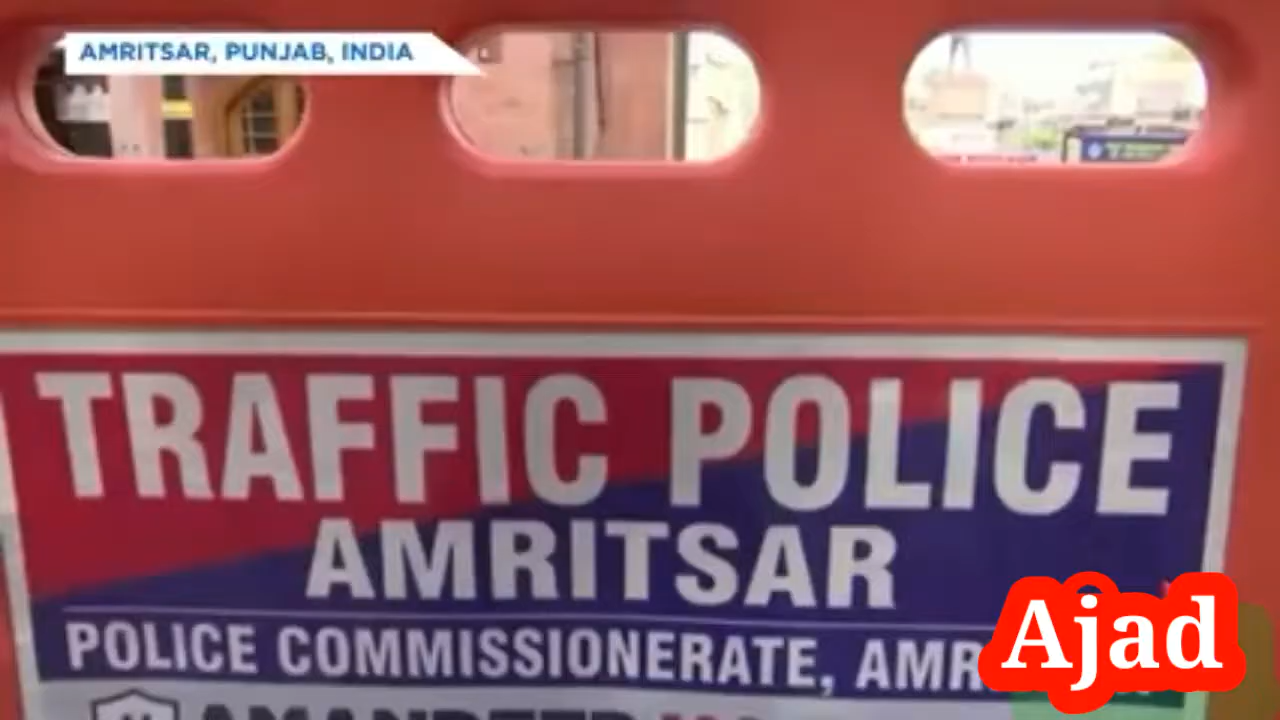 AMRITSAR, PUNJAB, INDIA
TRAFFIC POLICE
AMRITSAR
POLICE COMMISSIONERATE, AMR
Ajad